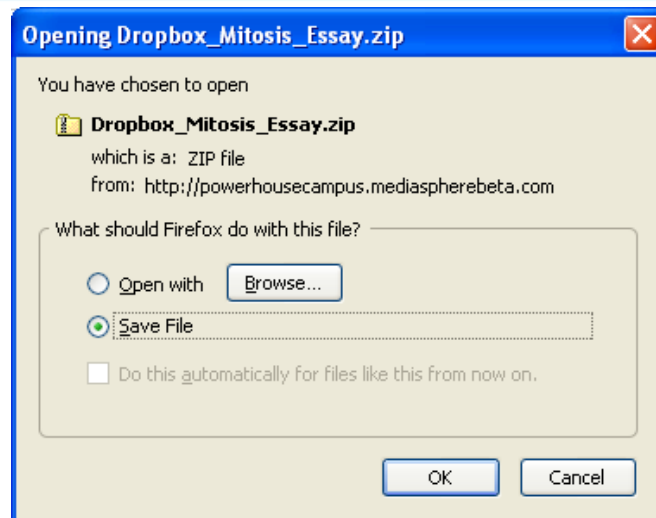 Opening Dropbox_Mitosis_Essay.zip
You have chosen to open
Dropbox_Mitosis_Essay.zip
which is a: ZIP file
from: http://powerhousecampus.mediaspherebeta.com
What should Firefox do with this file?
Open with Browse...
Save File
Do this automatically for files like this from now on.
OK Cancel